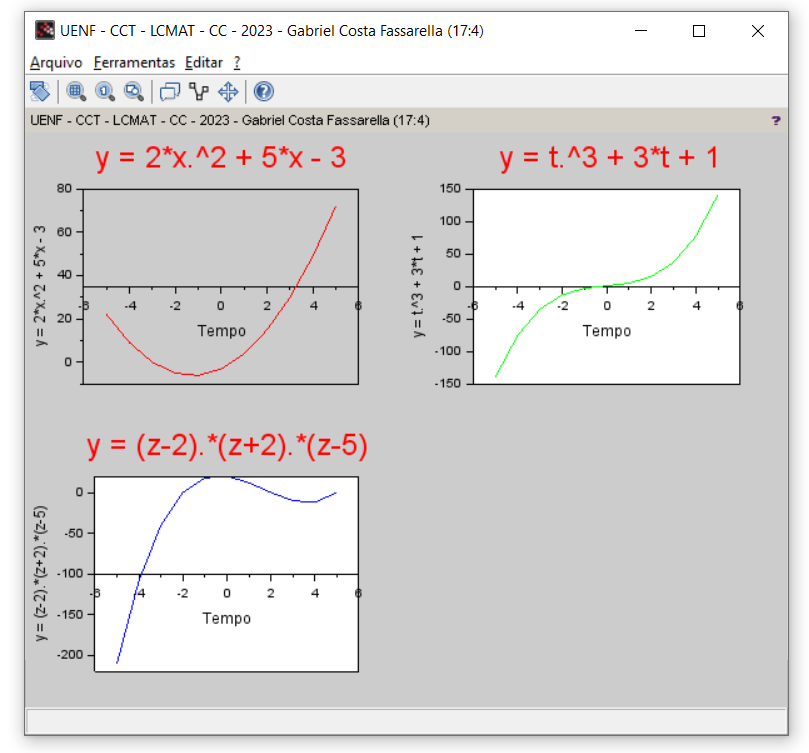 UENF - CCT - LCMAT - CC - 2023 - Gabriel Costa Fassarella (17:4)
Arquivo Ferramentas Editar ?
UENF - CCT - LCMAT - CC - 2023 - Gabriel Costa Fassarella (17:4) ?
y = 2*x.^2 + 5*x - 3
80
60
40
20
0
y = 2*x.^2 + 5*x - 3
-6 -4 -2 0 2 4 6
Tempo
y = t.^3 + 3*t + 1
150
100
50
0
-50
-100
-150
y = t.^3 + 3*t + 1
-6 -4 -2 0 2 4 6
Tempo
y = (z-2).*(z+2).*(z-5)
0
-50
-100
-150
-200
y = (z-2).*(z+2).*(z-5)
-6 -4 -2 0 2 4 6
Tempo